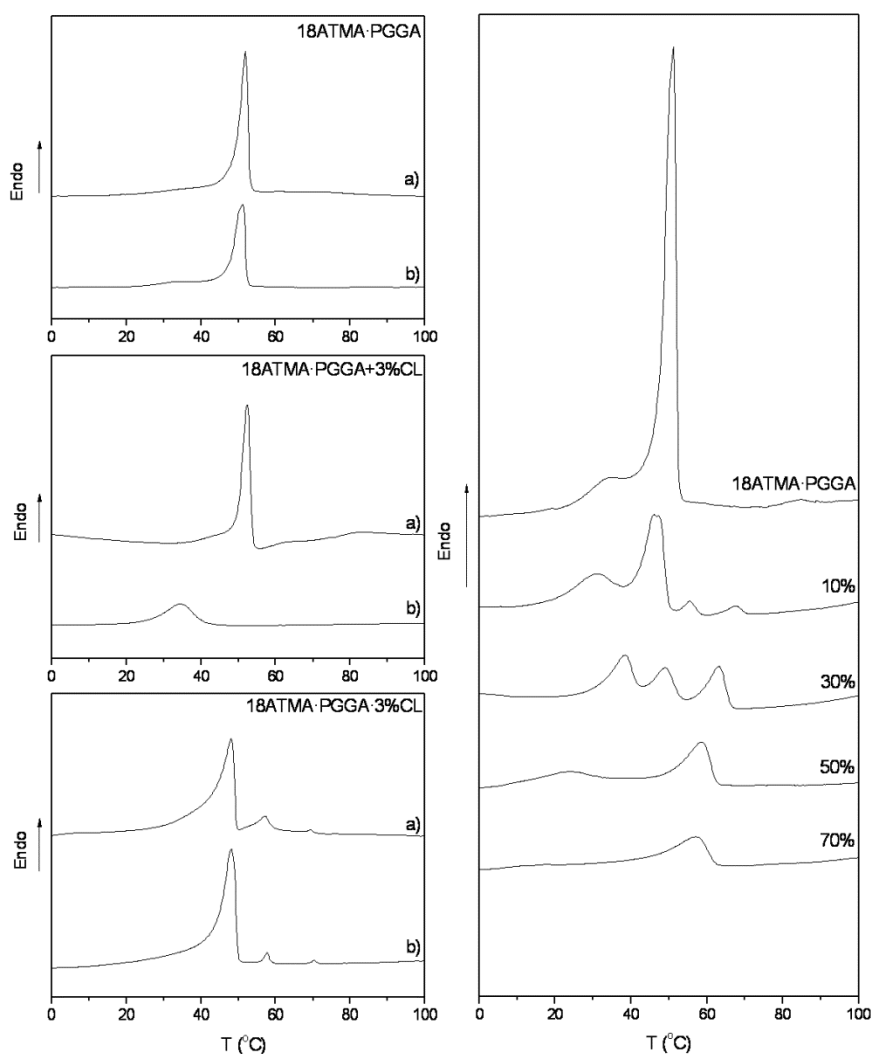 18ATMA·PGGA
Endo
a)
b)
0 20 40 60 80 100
18ATMA·PGGA+3%CL
Endo
a)
b)
0 20 40 60 80 100
18ATMA·PGGA·3%CL
Endo
a)
b)
0 20 40 60 80 100
T (°C)
18ATMA·PGGA
Endo
10%
30%
50%
70%
0 20 40 60 80 100
T (°C)